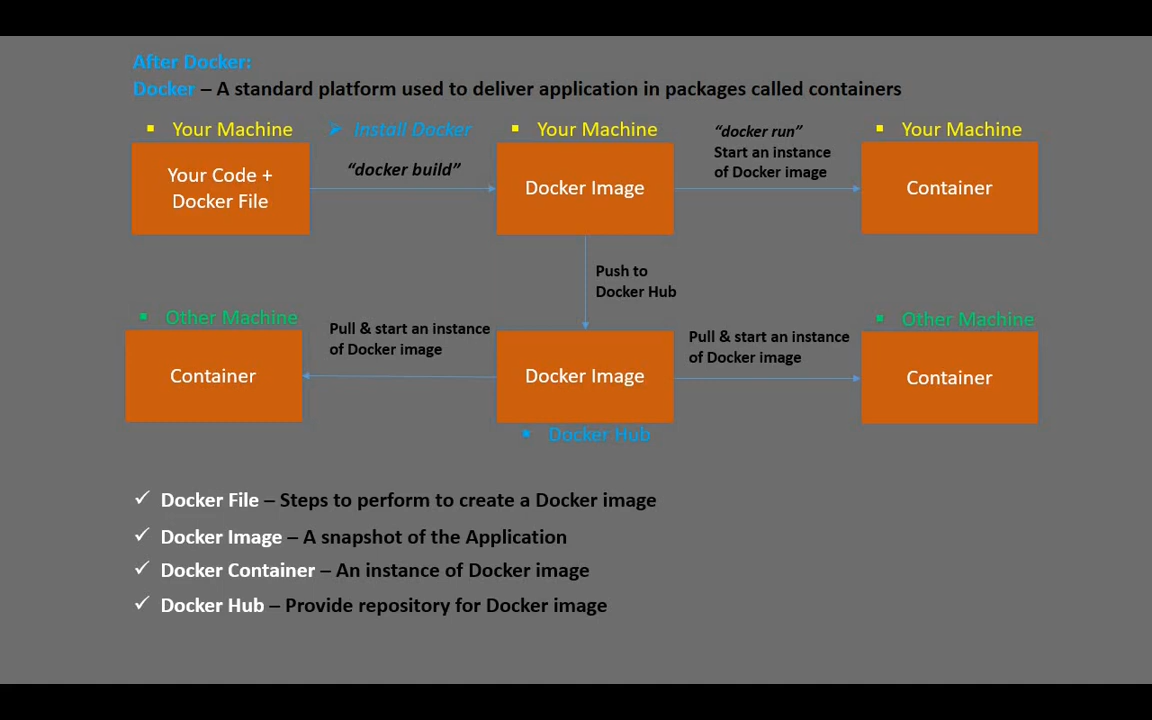 After Docker:
Docker – A standard platform used to deliver application in packages called containers
▪ Your Machine
➢ Install Docker
▪ Your Machine
“docker run”
Start an instance
of Docker image
▪ Your Machine
Your Code +
Docker File
“docker build”
Docker Image
Container
Push to
Docker Hub
▪ Other Machine
Container
Pull & start an instance
of Docker image
Docker Image
▪ Docker Hub
Pull & start an instance
of Docker image
▪ Other Machine
Container
✓ Docker File – Steps to perform to create a Docker image
✓ Docker Image – A snapshot of the Application
✓ Docker Container – An instance of Docker image
✓ Docker Hub – Provide repository for Docker image